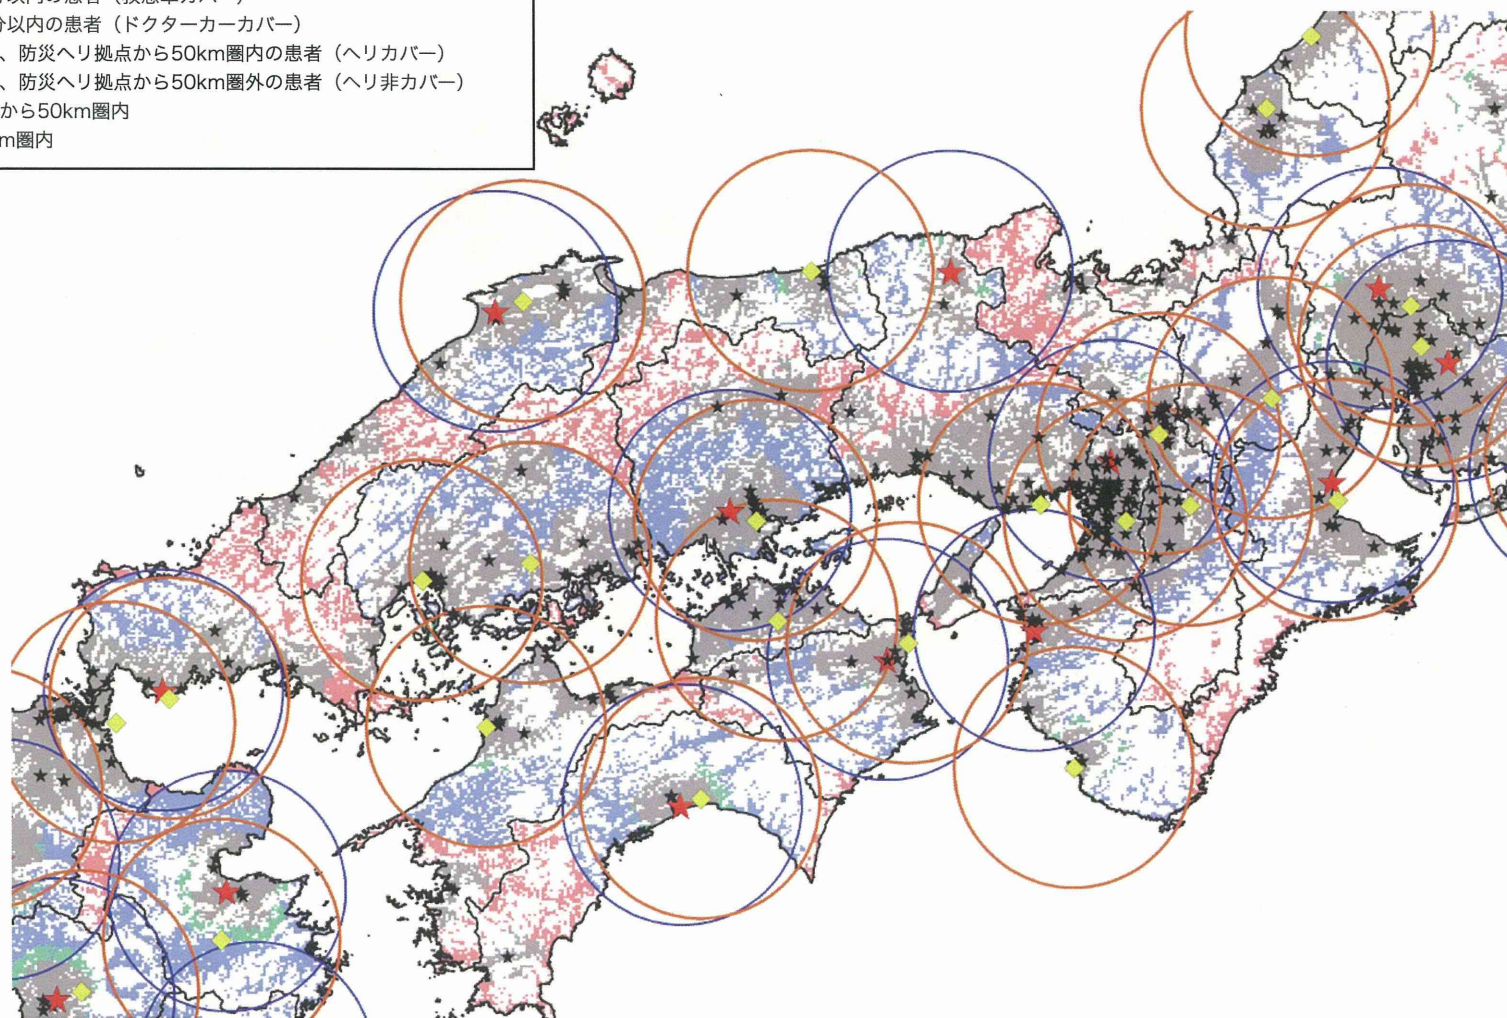 分以内の患者（ドクターカーカバー）
、防災ヘリ拠点から50km圏内の患者（ヘリカバー）
、防災ヘリ拠点から50km圏外の患者（ヘリ非カバー）
から50km圏内
m圏内